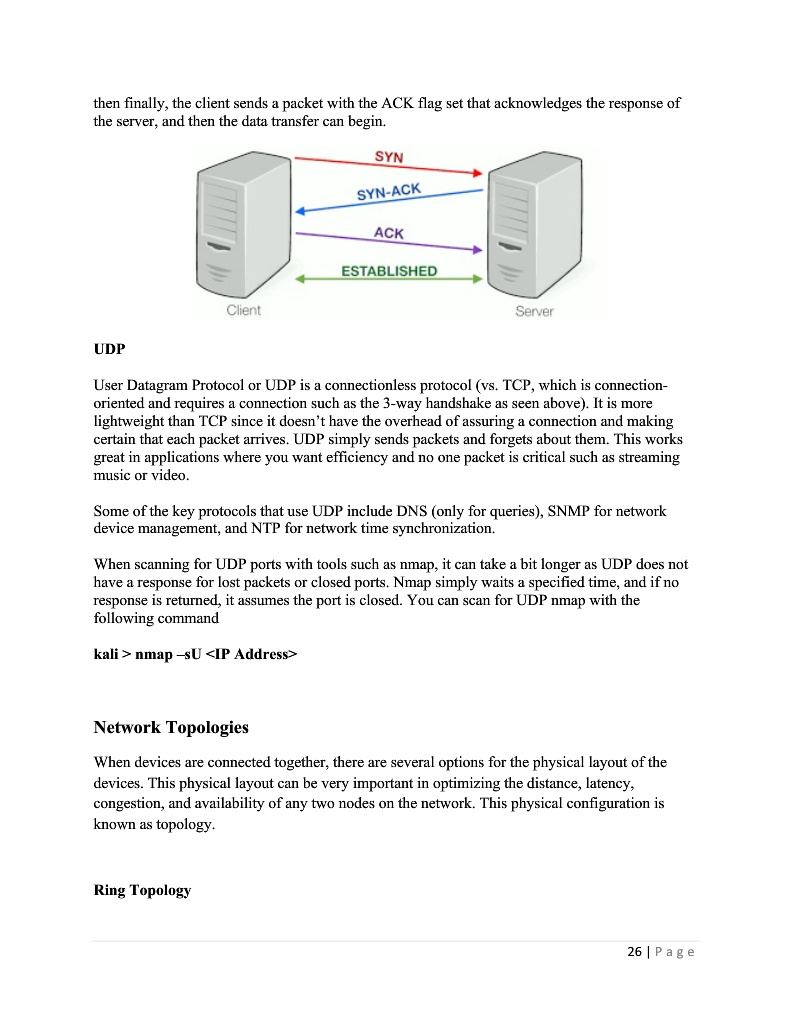 then finally, the client sends a packet with the ACK flag set that acknowledges the response of
the server, and then the data transfer can begin.
SYN
SYN-ACK
ACK
ESTABLISHED
Client
Server
UDP
User Datagram Protocol or UDP is a connectionless protocol (vs. TCP, which is connection-
oriented and requires a connection such as the 3-way handshake as seen above). It is more
lightweight than TCP since it doesn’t have the overhead of assuring a connection and making
certain that each packet arrives. UDP simply sends packets and forgets about them. This works
great in applications where you want efficiency and no one packet is critical such as streaming
music or video.
Some of the key protocols that use UDP include DNS (only for queries), SNMP for network
device management, and NTP for network time synchronization.
When scanning for UDP ports with tools such as nmap, it can take a bit longer as UDP does not
have a response for lost packets or closed ports. Nmap simply waits a specified time, and if no
response is returned, it assumes the port is closed. You can scan for UDP nmap with the
following command
kali > nmap –sU <IP Address>
Network Topologies
When devices are connected together, there are several options for the physical layout of the
devices. This physical layout can be very important in optimizing the distance, latency,
congestion, and availability of any two nodes on the network. This physical configuration is
known as topology.
Ring Topology
26 | P a g e